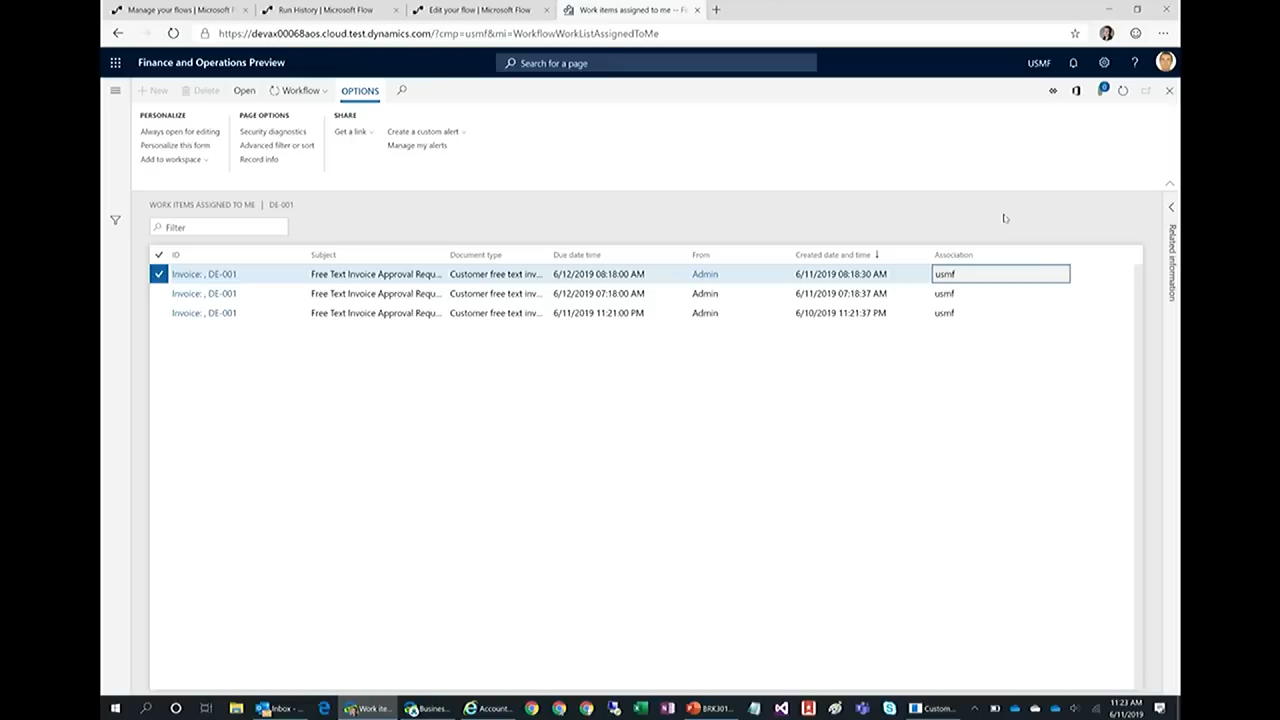 Manage your flows | Microsoft F
Run History | Microsoft Flow
Edit your flow | Microsoft Flow
Work items assigned to me -- Fi
https://devax00068aos.cloud.test.dynamics.com/?cmp=usmf&mi=WorkflowWorkListAssignedToMe
Finance and Operations Preview
Search for a page
USMF
?
New
Delete
Open
Workflow
OPTIONS
0
PERSONALIZE
Always open for editing
Personalize this form
Add to workspace
PAGE OPTIONS
Security diagnostics
Advanced filter or sort
Record info
SHARE
Get a link
Create a custom alert
Manage my alerts
WORK ITEMS ASSIGNED TO ME | DE-001
Filter
Related information
ID Subject Document type Due date time From Created date and time Association
Invoice: , DE-001 Free Text Invoice Approval Requ... Customer free text inv... 6/12/2019 08:18:00 AM Admin 6/11/2019 08:18:30 AM usmf
Invoice: , DE-001 Free Text Invoice Approval Requ... Customer free text inv... 6/12/2019 07:18:00 AM Admin 6/11/2019 07:18:37 AM usmf
Invoice: , DE-001 Free Text Invoice Approval Requ... Customer free text inv... 6/11/2019 11:21:00 PM Admin 6/10/2019 11:21:37 PM usmf
Inbox - ...
Work ite...
Busines...
Account...
BRK301...
Custom...
11:23 AM
6/11/2019